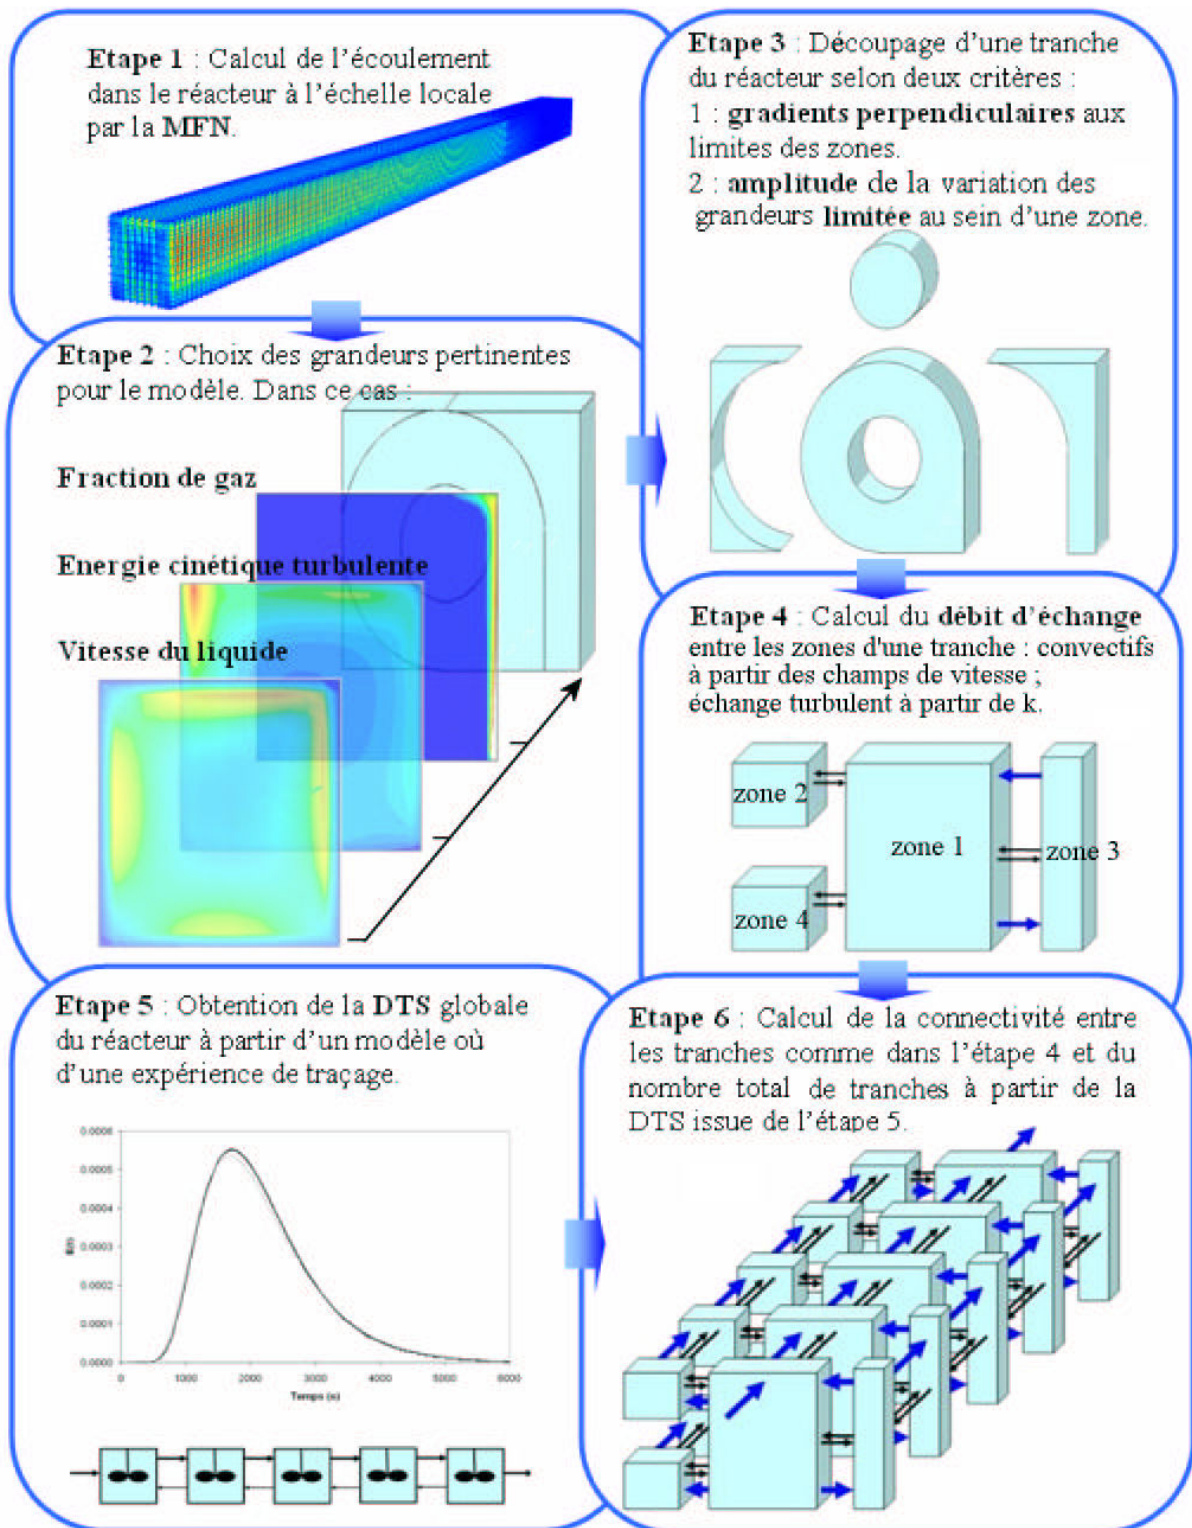 Etape 1 : Calcul de l'écoulement
dans le réacteur à l'échelle locale
par la MFN.
Etape 2 : Choix des grandeurs pertinentes
pour le modèle. Dans ce cas :
Fraction de gaz
Energie cinétique turbulente
Vitesse du liquide
Etape 3 : Découpage d'une tranche
du réacteur selon deux critères :
1 : gradients perpendiculaires aux
limites des zones.
2 : amplitude de la variation des
grandeurs limitée au sein d'une zone.
Etape 4 : Calcul du débit d'échange
entre les zones d'une tranche : convectifs
à partir des champs de vitesse ;
échange turbulent à partir de k.
zone 2
zone 1
zone 3
zone 4
Etape 5 : Obtention de la DTS globale
du réacteur à partir d'un modèle où
d'une expérience de traçage.
0.0006
0.0005
0.0004
0.0003
0.0002
0.0001
0.0000
0
1000
2000
3000
4000
5000
6000
Temps (s)
Etape 6 : Calcul de la connectivité entre
les tranches comme dans l'étape 4 et du
nombre total de tranches à partir de la
DTS issue de l'étape 5.